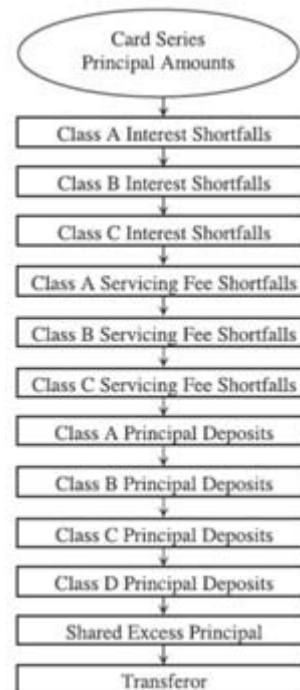 Card Series
Principal Amounts
Class A Interest Shortfalls
Class B Interest Shortfalls
Class C Interest Shortfalls
Class A Servicing Fee Shortfalls
Class B Servicing Fee Shortfalls
Class C Servicing Fee Shortfalls
Class A Principal Deposits
Class B Principal Deposits
Class C Principal Deposits
Class D Principal Deposits
Shared Excess Principal
Transferor